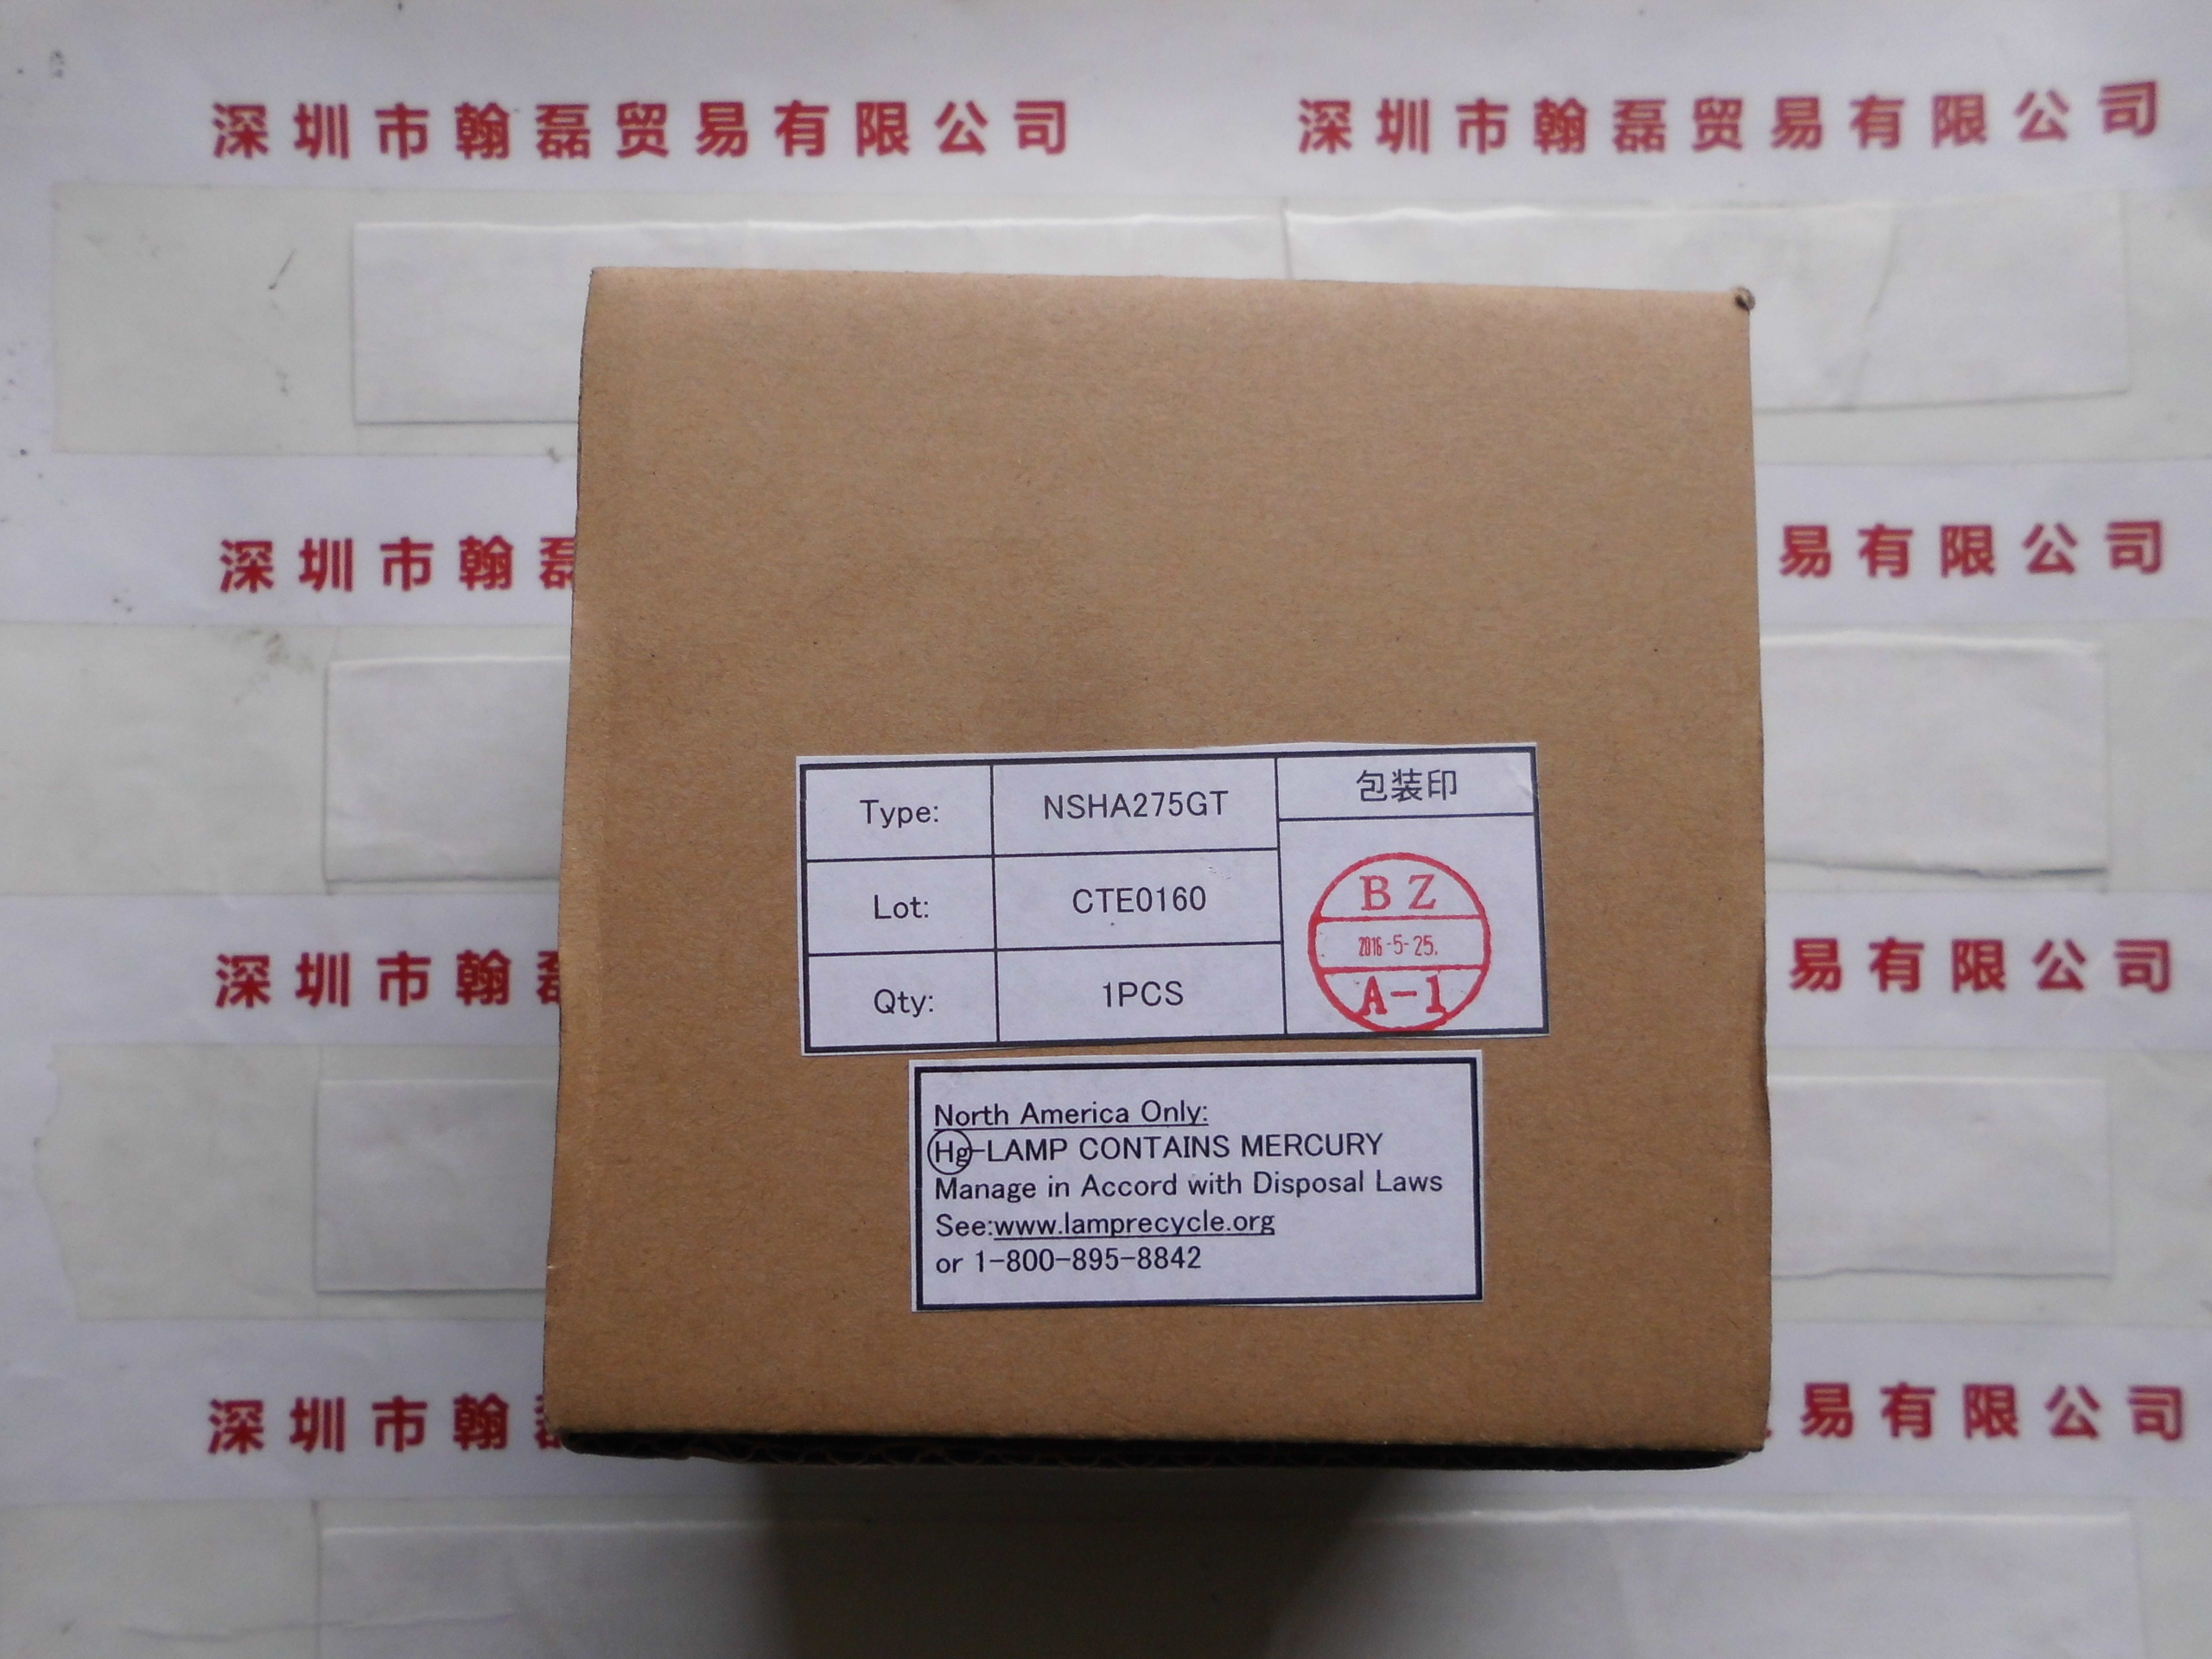 深圳市翰磊贸易有限公司 深圳市翰磊贸易有限公司
深圳市翰磊 易有限公司
Type: NSHA275GT 包装印
Lot: CTE0160
Qty: 1PCS
BZ
2016-5-25.
A-1
深圳市翰磊 易有限公司
North America Only:
Hg-LAMP CONTAINS MERCURY
Manage in Accord with Disposal Laws
See:www.lamprecycle.org
or 1-800-895-8842
深圳市翰 易有限公司